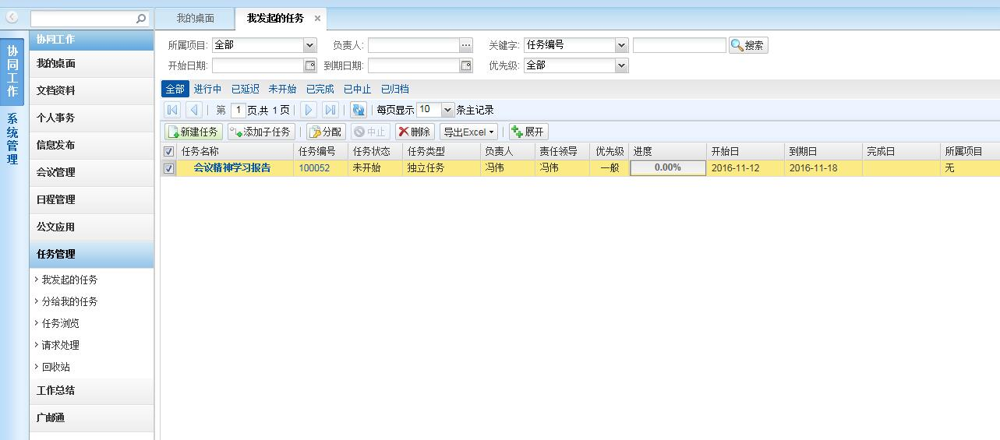 我的桌面
我发起的任务 ×
协同工作
系统管理
协同工作
我的桌面
文档资料
个人事务
信息发布
会议管理
日程管理
公文应用
任务管理
我发起的任务
分给我的任务
任务浏览
请求处理
回收站
工作总结
广邮通
所属项目: 全部 负责人: ... 关键字: 任务编号 搜索
开始日期: 到期日期: 优先级: 全部
全部 进行中 已延迟 未开始 已完成 已中止 已归档
第 1 页,共 1 页 每页显示 10 条主记录
新建任务 添加子任务 分配 中止 删除 导出Excel 展开
任务名称 任务编号 任务状态 任务类型 负责人 责任领导 优先级 进度 开始日 到期日 完成日 所属项目
会议精神学习报告 100052 未开始 独立任务 冯伟 冯伟 一般 0.00% 2016-11-12 2016-11-18 无